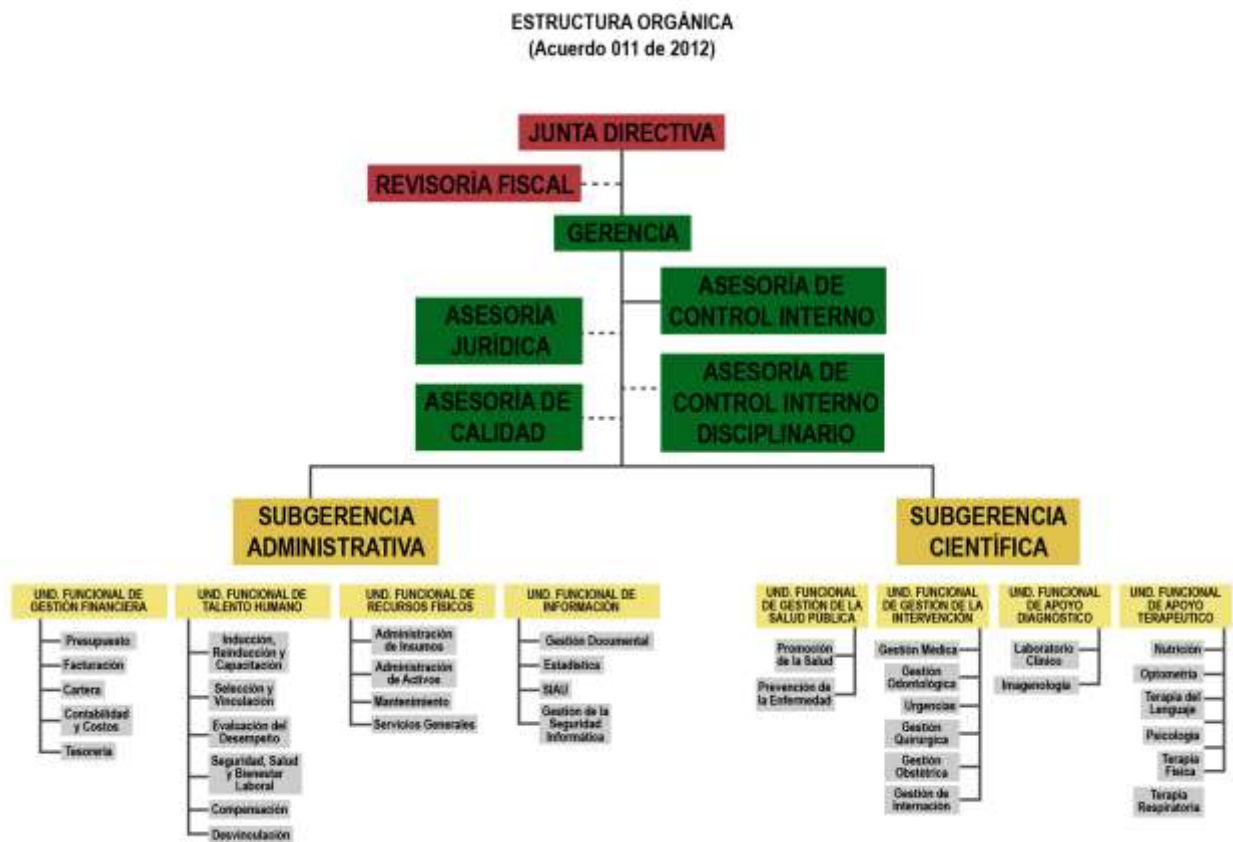 ESTRUCTURA ORGÁNICA
(Acuerdo 011 de 2012)
JUNTA DIRECTIVA
REVISORÍA FISCAL
GERENCIA
ASESORÍA DE
CONTROL INTERNO
ASESORÍA
JURÍDICA
ASESORÍA DE
CONTROL INTERNO
DISCIPLINARIO
ASESORÍA DE
CALIDAD
SUBGERENCIA
ADMINISTRATIVA
SUBGERENCIA
CIENTÍFICA
UND. FUNCIONAL DE
GESTIÓN FINANCIERA
Presupuesto
Facturación
Cartera
Contabilidad
y Costos
Tesorería
UND. FUNCIONAL DE
TALENTO HUMANO
Inducción,
Reinducción y
Capacitación
Selección y
Vinculación
Evaluación del
Desempeño
Seguridad, Salud
y Bienestar
Laboral
Compensación
Desvinculación
UND. FUNCIONAL DE
RECURSOS FÍSICOS
Administración
de Insumos
Administración
de Activos
Mantenimiento
Servicios Generales
UND. FUNCIONAL DE
INFORMACIÓN
Gestión Documental
Estadística
SIAU
Gestión de la
Seguridad
Informática
UND. FUNCIONAL
DE GESTIÓN DE LA
SALUD PÚBLICA
Promoción
de la Salud
Prevención de
la Enfermedad
UND. FUNCIONAL
DE GESTIÓN DE LA
INTERVENCIÓN
Gestión Médica
Gestión
Odontológica
Urgencias
Gestión
Quirurgica
Gestión
Obstétrica
Gestión de
Internación
UND. FUNCIONAL
DE APOYO
DIAGNÓSTICO
Laboratorio
Clínico
Imagenología
UND. FUNCIONAL
DE APOYO
TERAPEÚTICO
Nutrición
Optometría
Terapia del
Lenguaje
Psicología
Terapia
Física
Terapia
Respiratoria